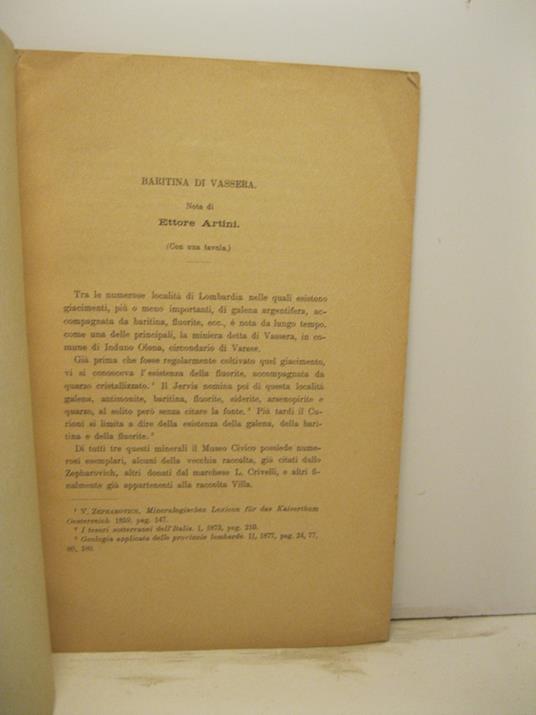 BARITINA DI VASSERA.
Nota di
Ettore Artini.
(Con una tavola.)
Tra le numerose località di Lombardia nelle quali esistono
giacimenti, più o meno importanti, di galena argentifera, ac-
compagnata da baritina, fluorite, ecc., è nota da lungo tempo,
come una delle principali, la miniera detta di Vassera, in co-
mune di Induno Olona, circondario di Varese.
Già prima che fosse regolarmente coltivato quel giacimento,
vi si conosceva l'esistenza della fluorite, accompagnata da
quarzo cristallizzato. ¹ Il Jervis nomina poi di questa località
galena, antimonite, baritina, fluorite, siderite, arsenopirite e
quarzo, al solito però senza citare la fonte. ² Più tardi il Cu-
rioni si limita a dire della esistenza della galena, della bari-
tina e della fluorite. ³
Di tutti tre questi minerali il Museo Civico possiede nume-
rosi esemplari, alcuni della vecchia raccolta, già citati dallo
Zepharovich, altri donati dal marchese L. Crivelli, e altri fi-
nalmente già appartenenti alla raccolta Villa.
¹ V. ZEPHAROVICH, Mineralogisches Lexicon für das Kaiserthum
Oesterreich. 1859, pag. 147.
² I tesori sotterranei dell'Italia. I, 1873, pag. 210.
³ Geologia applicata delle provincie lombarde. II, 1877, pag. 24, 77,
80, 180.